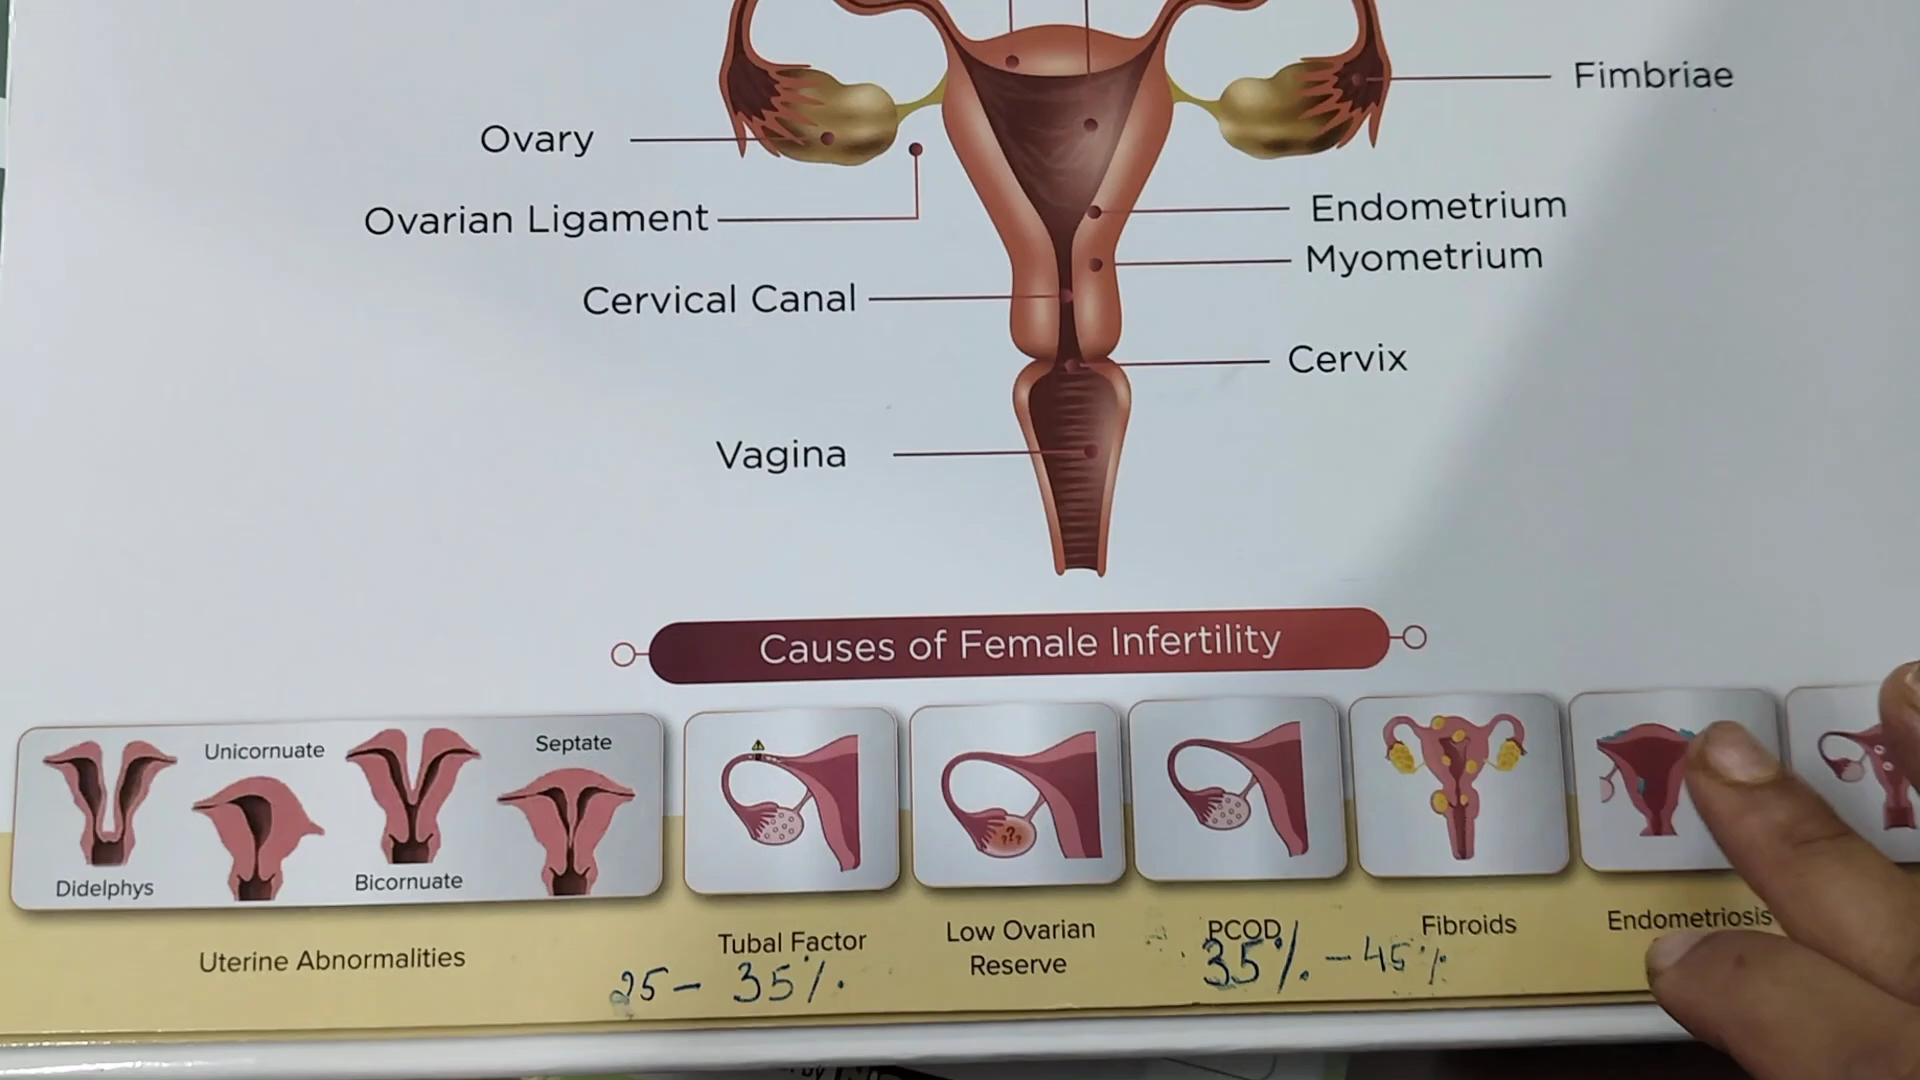 Fimbriae
Ovary
Ovarian Ligament
Endometrium
Myometrium
Cervical Canal
Cervix
Vagina
Causes of Female Infertility
Unicornuate
Septate
Didelphys
Bicornuate
Uterine Abnormalities
Tubal Factor
25 - 35%.
Low Ovarian
Reserve
PCOD
35%. - 45%.
Fibroids
Endometriosis
??